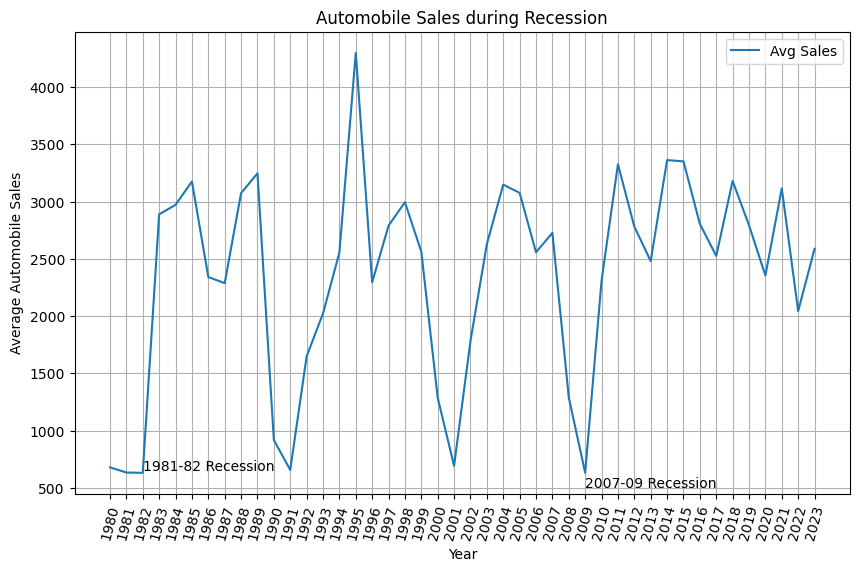 Automobile Sales during Recession
Avg Sales
Average Automobile Sales
4000
3500
3000
2500
2000
1500
1000
500
1981-82 Recession
2007-09 Recession
1980 1981 1982 1983 1984 1985 1986 1987 1988 1989 1990 1991 1992 1993 1994 1995 1996 1997 1998 1999 2000 2001 2002 2003 2004 2005 2006 2007 2008 2009 2010 2011 2012 2013 2014 2015 2016 2017 2018 2019 2020 2021 2022 2023
Year